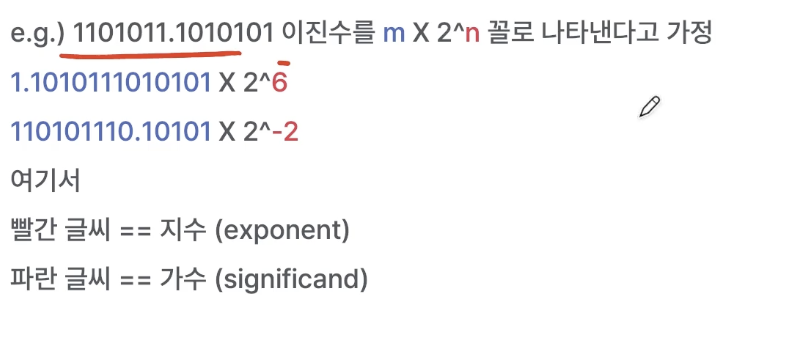 e.g.) 1101011.1010101 이진수를 m X 2^n 꼴로 나타낸다고 가정
1.1010111010101 X 2^6
110101110.10101 X 2^-2
여기서
빨간 글씨 == 지수 (exponent)
파란 글씨 == 가수 (significand)